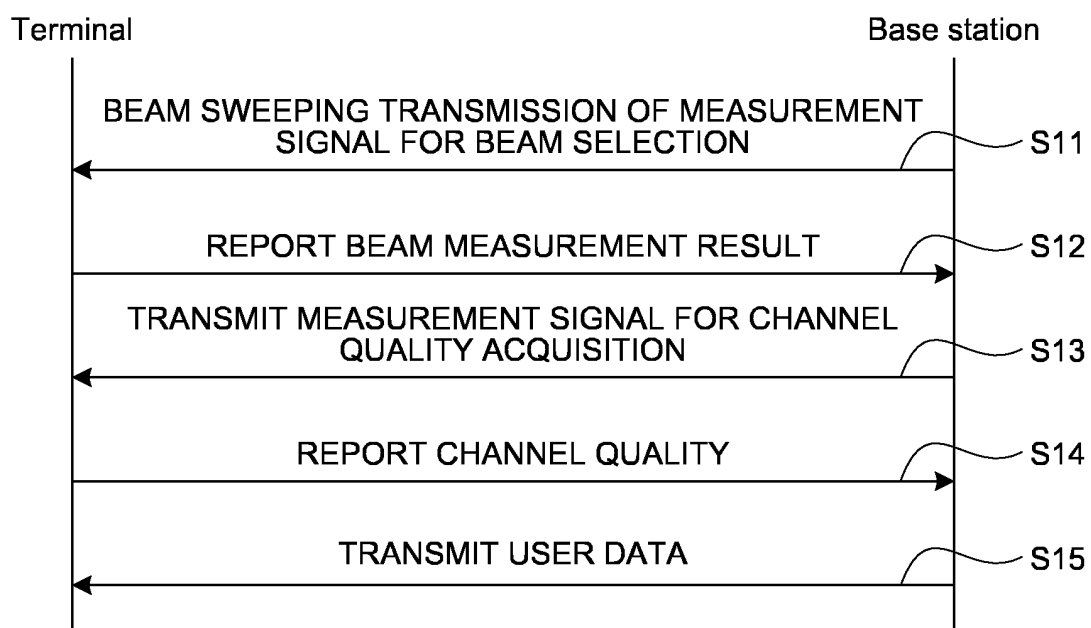 Terminal
Base station
BEAM SWEEPING TRANSMISSION OF MEASUREMENT
SIGNAL FOR BEAM SELECTION
S11
REPORT BEAM MEASUREMENT RESULT
S12
TRANSMIT MEASUREMENT SIGNAL FOR CHANNEL
QUALITY ACQUISITION
S13
REPORT CHANNEL QUALITY
S14
TRANSMIT USER DATA
S15